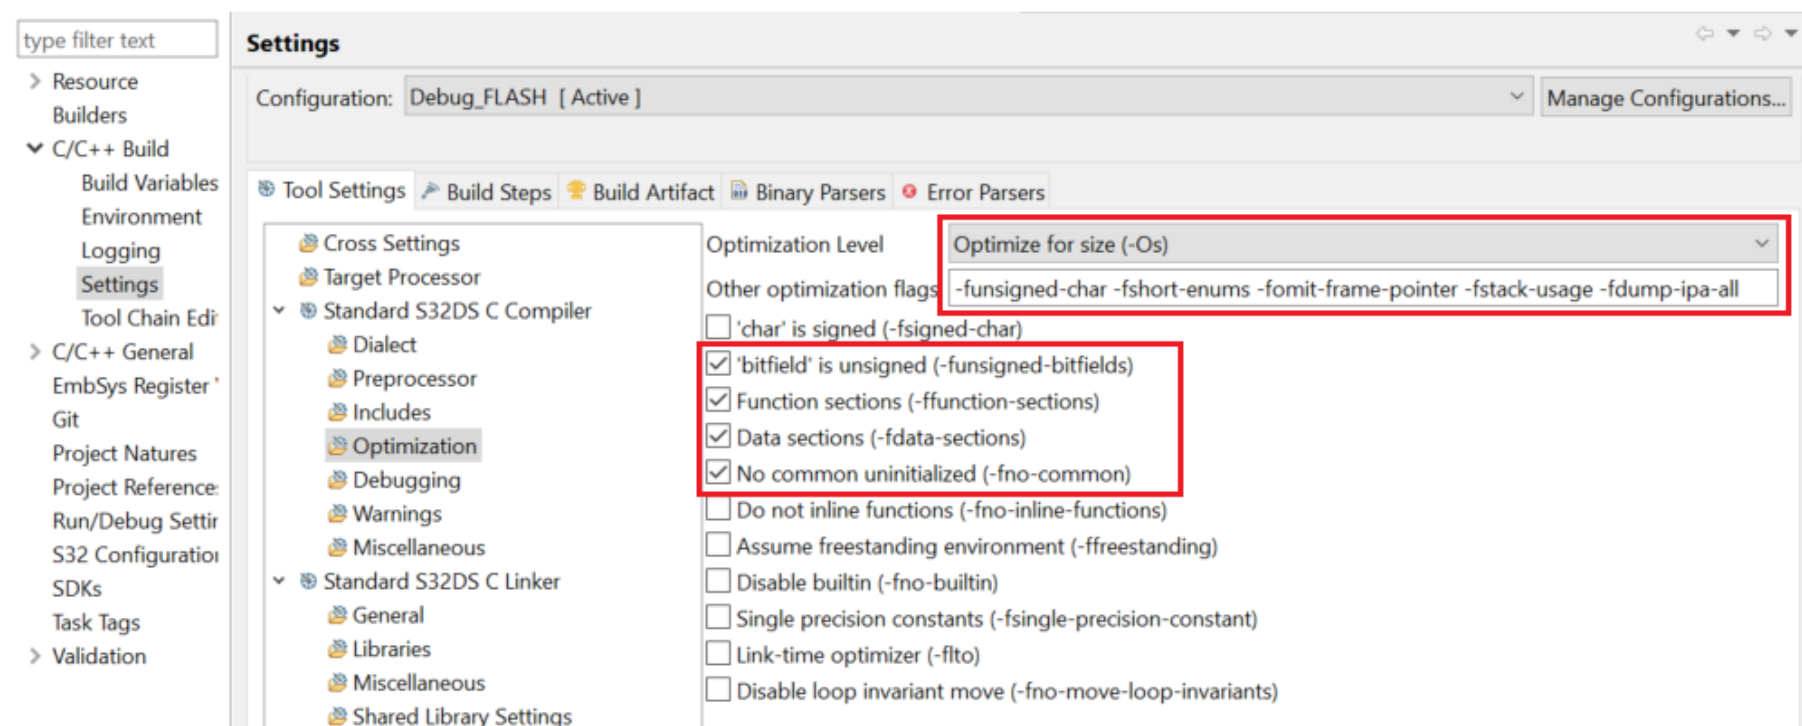 type filter text
Resource
Builders
C/C++ Build
Build Variables
Environment
Logging
Settings
Tool Chain Edi
C/C++ General
EmbSys Register
Git
Project Natures
Project Reference
Run/Debug Settin
S32 Configuration
SDKs
Task Tags
Validation
Settings
Configuration: Debug_FLASH [ Active ] Manage Configurations...
Tool Settings Build Steps Build Artifact Binary Parsers Error Parsers
Cross Settings
Target Processor
Standard S32DS C Compiler
Dialect
Preprocessor
Includes
Optimization
Debugging
Warnings
Miscellaneous
Standard S32DS C Linker
General
Libraries
Miscellaneous
Shared Library Settings
Optimization Level Optimize for size (-Os)
Other optimization flags -funsigned-char -fshort-enums -fomit-frame-pointer -fstack-usage -fdump-ipa-all
'char' is signed (-fsigned-char)
'bitfield' is unsigned (-funsigned-bitfields)
Function sections (-ffunction-sections)
Data sections (-fdata-sections)
No common uninitialized (-fno-common)
Do not inline functions (-fno-inline-functions)
Assume freestanding environment (-ffreestanding)
Disable builtin (-fno-builtin)
Single precision constants (-fsingle-precision-constant)
Link-time optimizer (-flto)
Disable loop invariant move (-fno-move-loop-invariants)